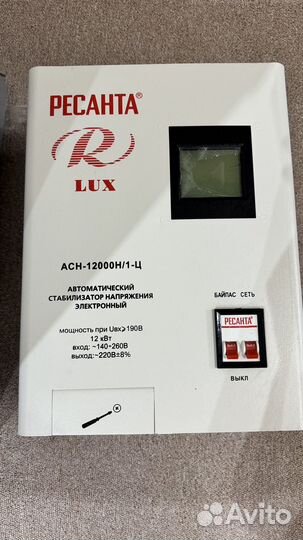 РЕСАНТА®
R
LUX
АСН-12000Н/1-Ц
АВТОМАТИЧЕСКИЙ
СТАБИЛИЗАТОР НАПРЯЖЕНИЯ
ЭЛЕКТРОННЫЙ
мощность при Uвх⩾190В
12 кВт
вход: ~140÷260В
выход:~220В±8%
БАЙПАС СЕТЬ
РЕСАНТА®
ВЫКЛ
Avito